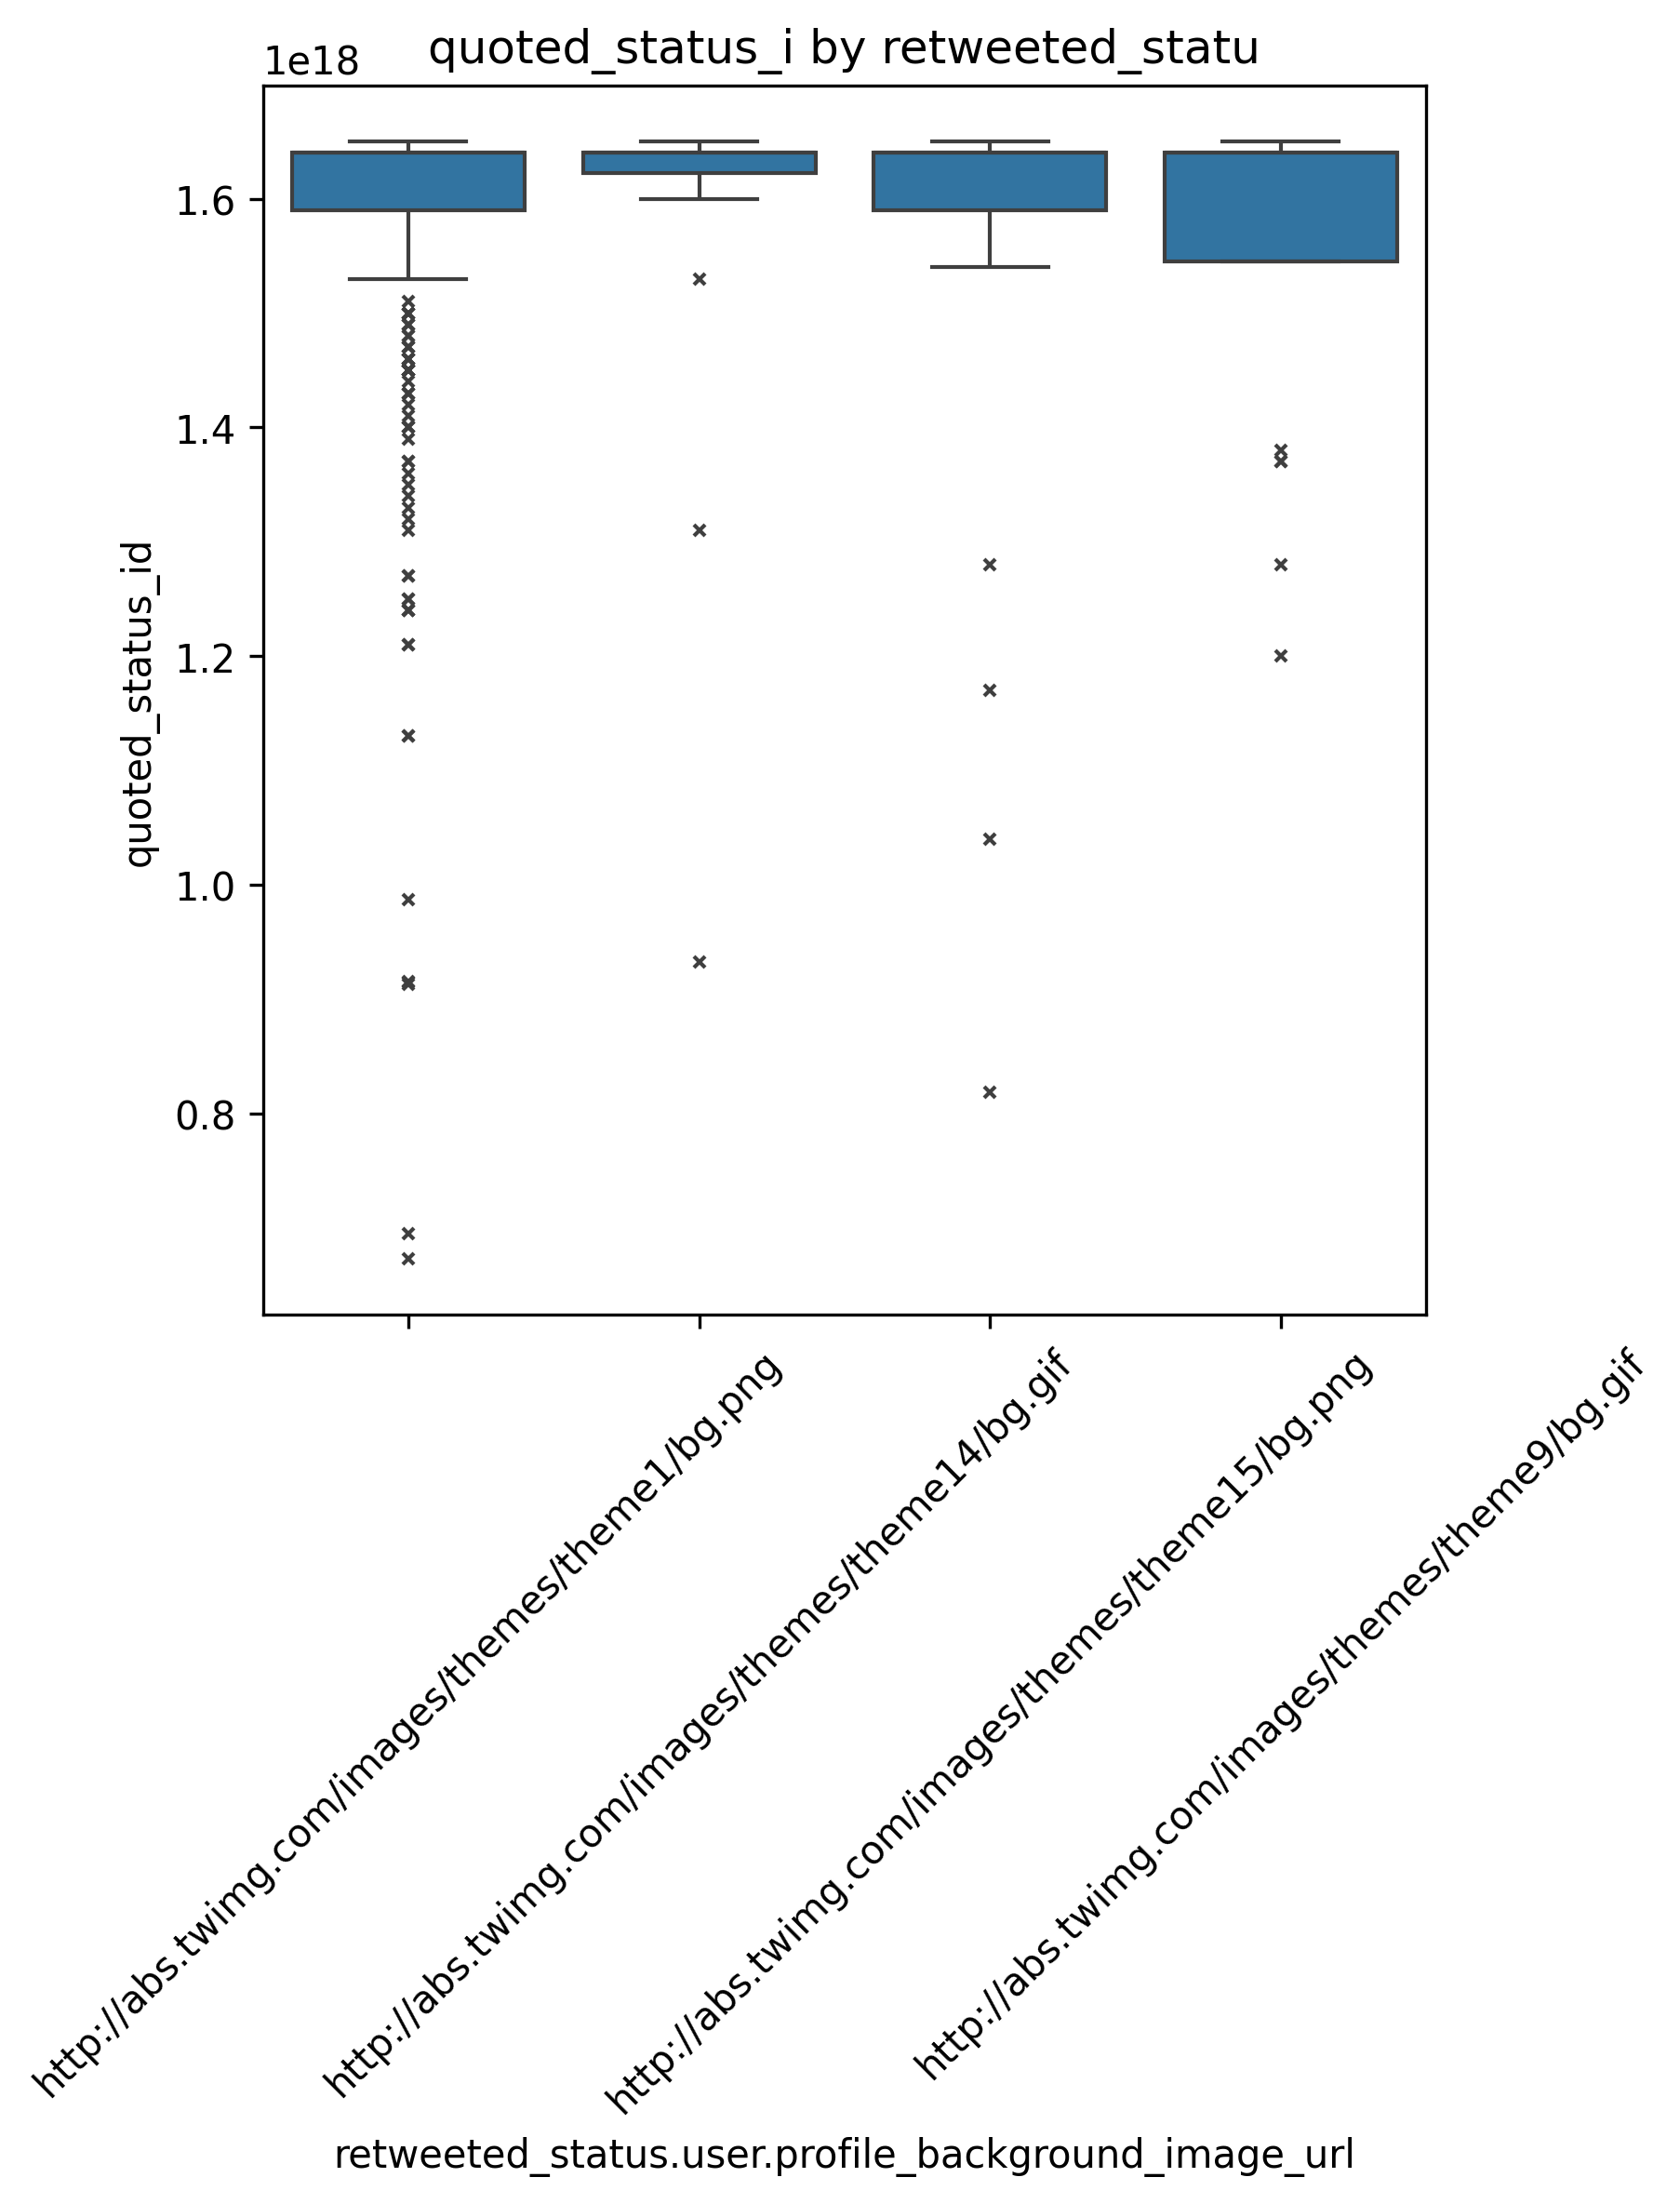 quoted_status_i by retweeted_statu
1e18
1.6
1.4
1.2
1.0
0.8
quoted_status_id
http://abs.twimg.com/images/themes/theme1/bg.png
http://abs.twimg.com/images/themes/theme14/bg.gif
http://abs.twimg.com/images/themes/theme15/bg.png
http://abs.twimg.com/images/themes/theme9/bg.gif
retweeted_status.user.profile_background_image_url